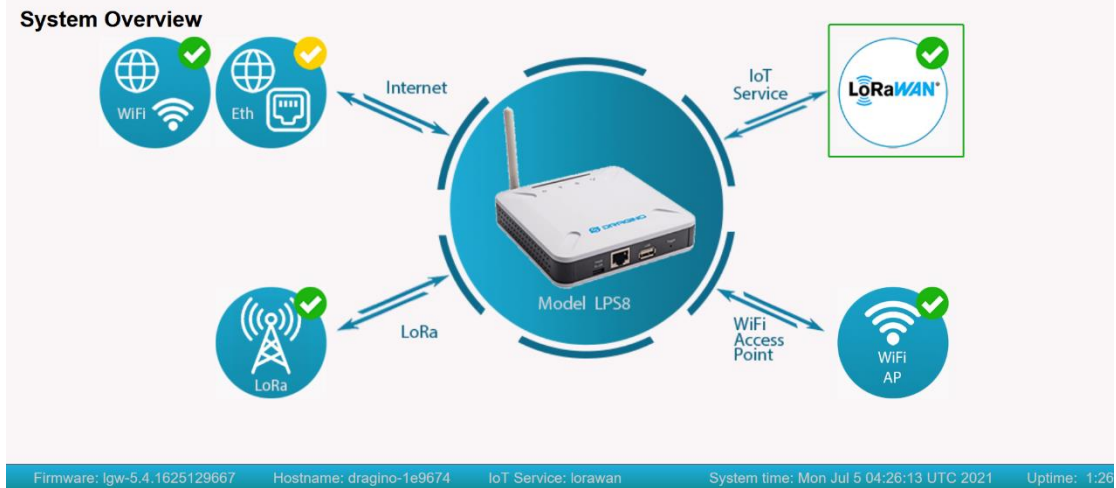 System Overview
WiFi
Eth
Internet
IoT
Service
LoRaWAN
DRAGINO
Model LPS8
LoRa
LoRa
WiFi
Access
Point
WiFi
AP
Firmware: lgw-5.4.1625129667 Hostname: dragino-1e9674 IoT Service: lorawan System time: Mon Jul 5 04:26:13 UTC 2021 Uptime: 1:26